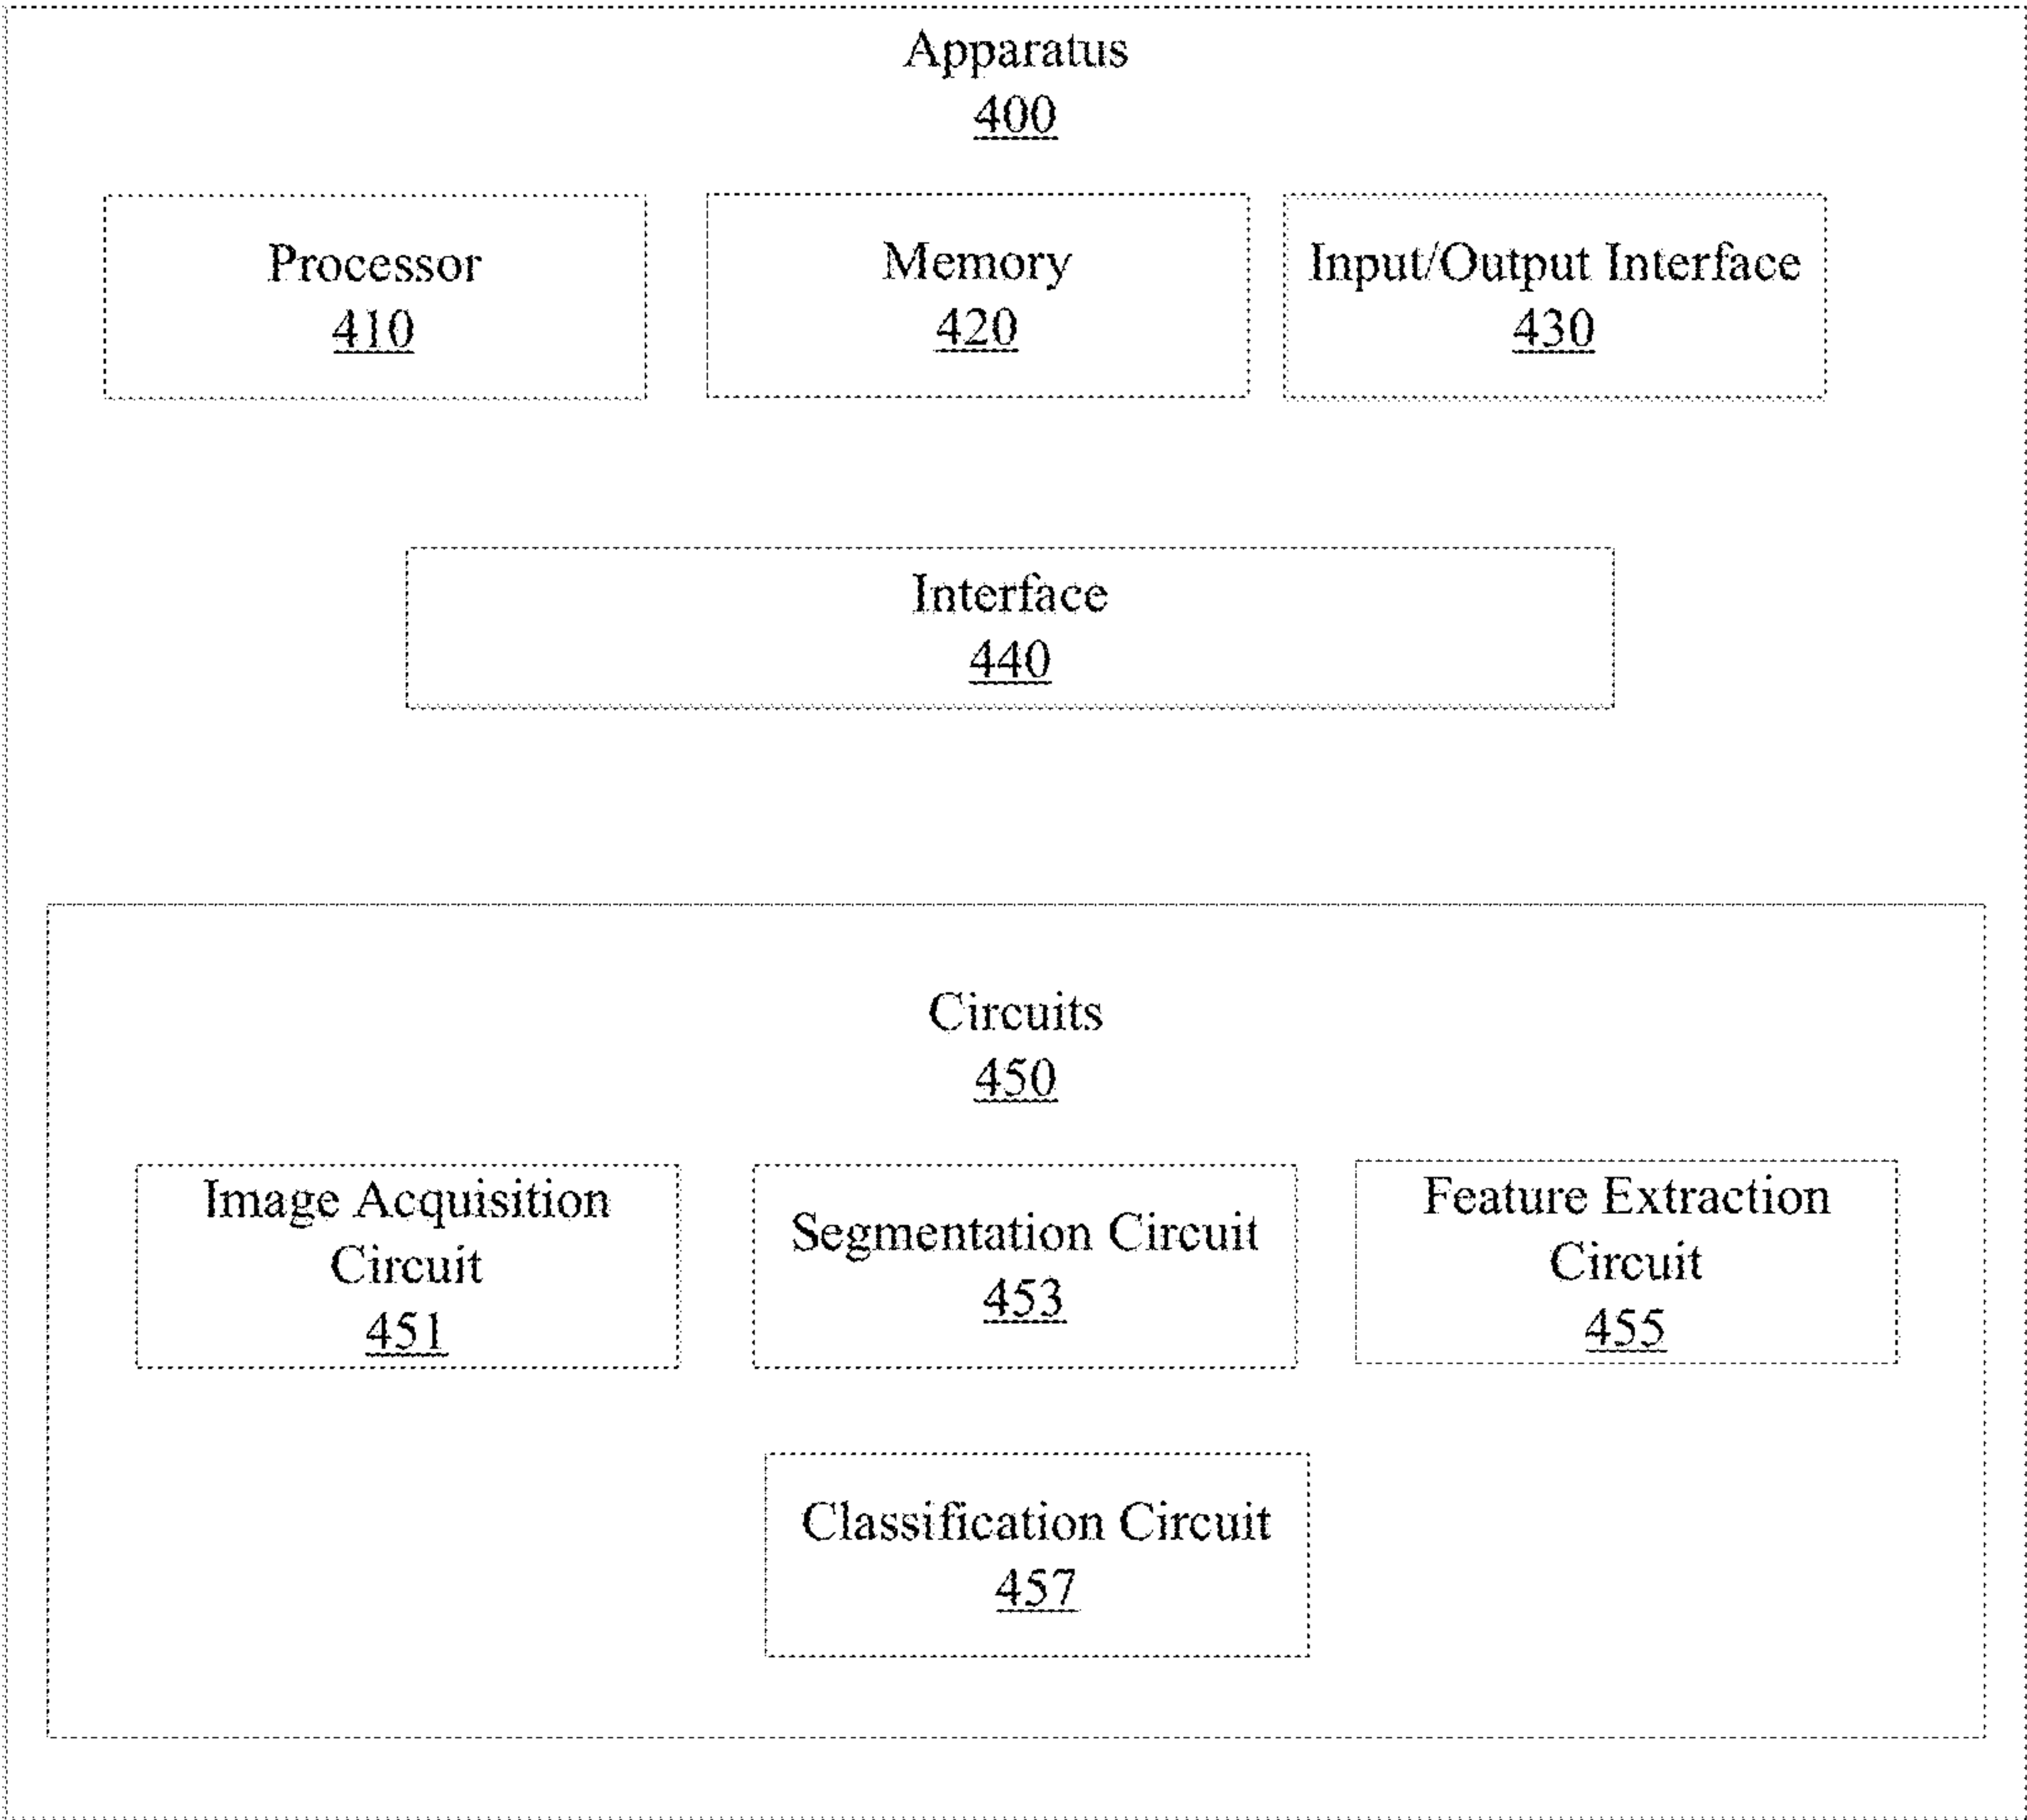 Apparatus
400
Processor
410
Memory
420
Input/Output Interface
430
Interface
440
Circuits
450
Image Acquisition
Circuit
451
Segmentation Circuit
453
Feature Extraction
Circuit
455
Classification Circuit
457